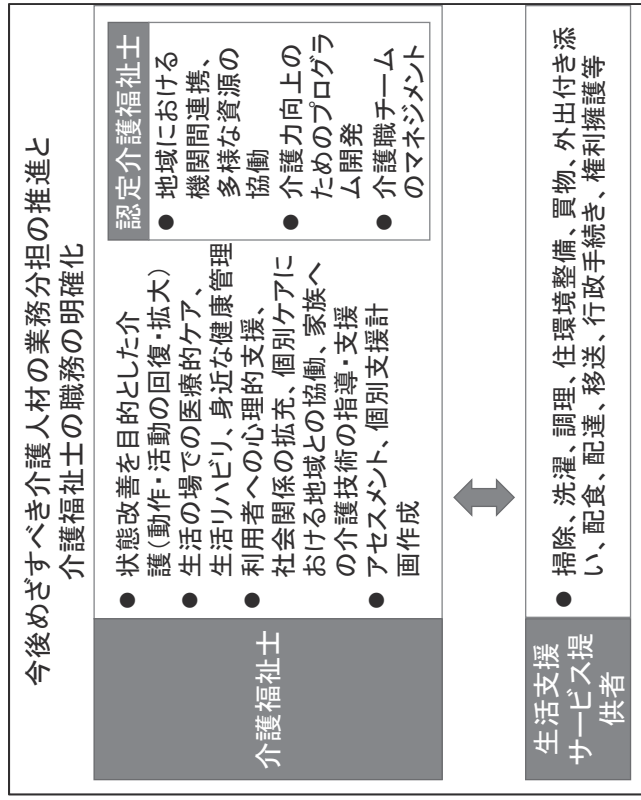 今後めざすべき介護人材の業務分担の推進と
介護福祉士の職務の明確化
介護福祉士
● 状態改善を目的とした介
護（動作・活動の回復・拡大）
● 生活の場での医療的ケア、
生活リハビリ、身近な健康管理
● 利用者への心理的支援、
社会関係の拡充、個別ケアに
おける地域との協働、家族へ
の介護技術の指導・支援
● アセスメント、個別支援計
画作成
認定介護福祉士
● 地域における
機関間連携、
多様な資源の
協働
● 介護力向上の
ためのプログラ
ム開発
● 介護職チーム
のマネジメント
生活支援
サービス提
供者
● 掃除、洗濯、調理、住環境整備、買物、外出付き添
い、配食、配達、移送、行政手続き、権利擁護等